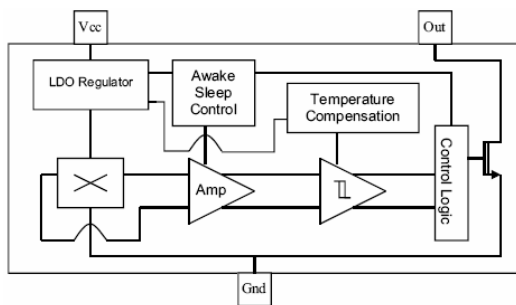 Vcc
Out
LDO Regulator
Awake
Sleep
Control
Temperature
Compensation
Amp
Control Logic
Gnd